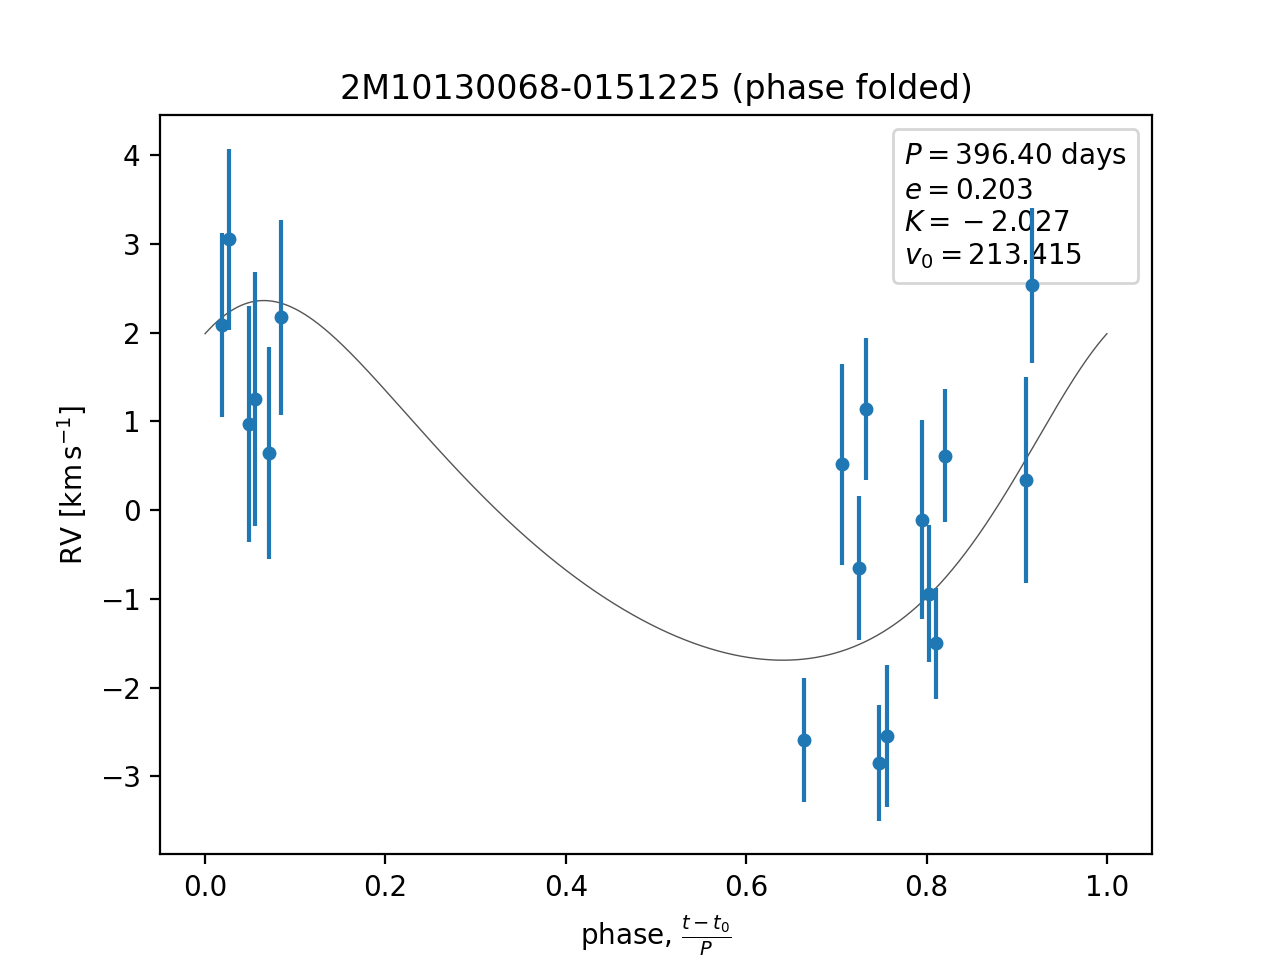 2M10130068-0151225 (phase folded)
P = 396.40 days
e = 0.203
K = −2.027
v₀ = 213.415
RV [km s⁻¹]
4
3
2
1
0
−1
−2
−3
0.0 0.2 0.4 0.6 0.8 1.0
phase, (t − t₀)/P